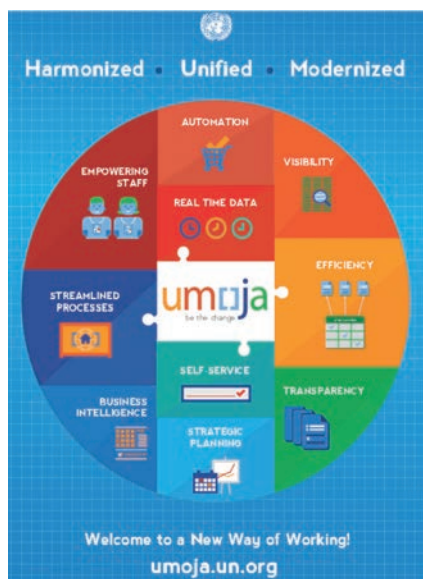 Harmonized • Unified • Modernized
AUTOMATION
EMPOWERING
STAFF
VISIBILITY
REAL TIME DATA
STREAMLINED
PROCESSES
umoja
be the change
EFFICIENCY
SELF-SERVICE
BUSINESS
INTELLIGENCE
STRATEGIC
PLANNING
TRANSPARENCY
Welcome to a New Way of Working!
umoja.un.org